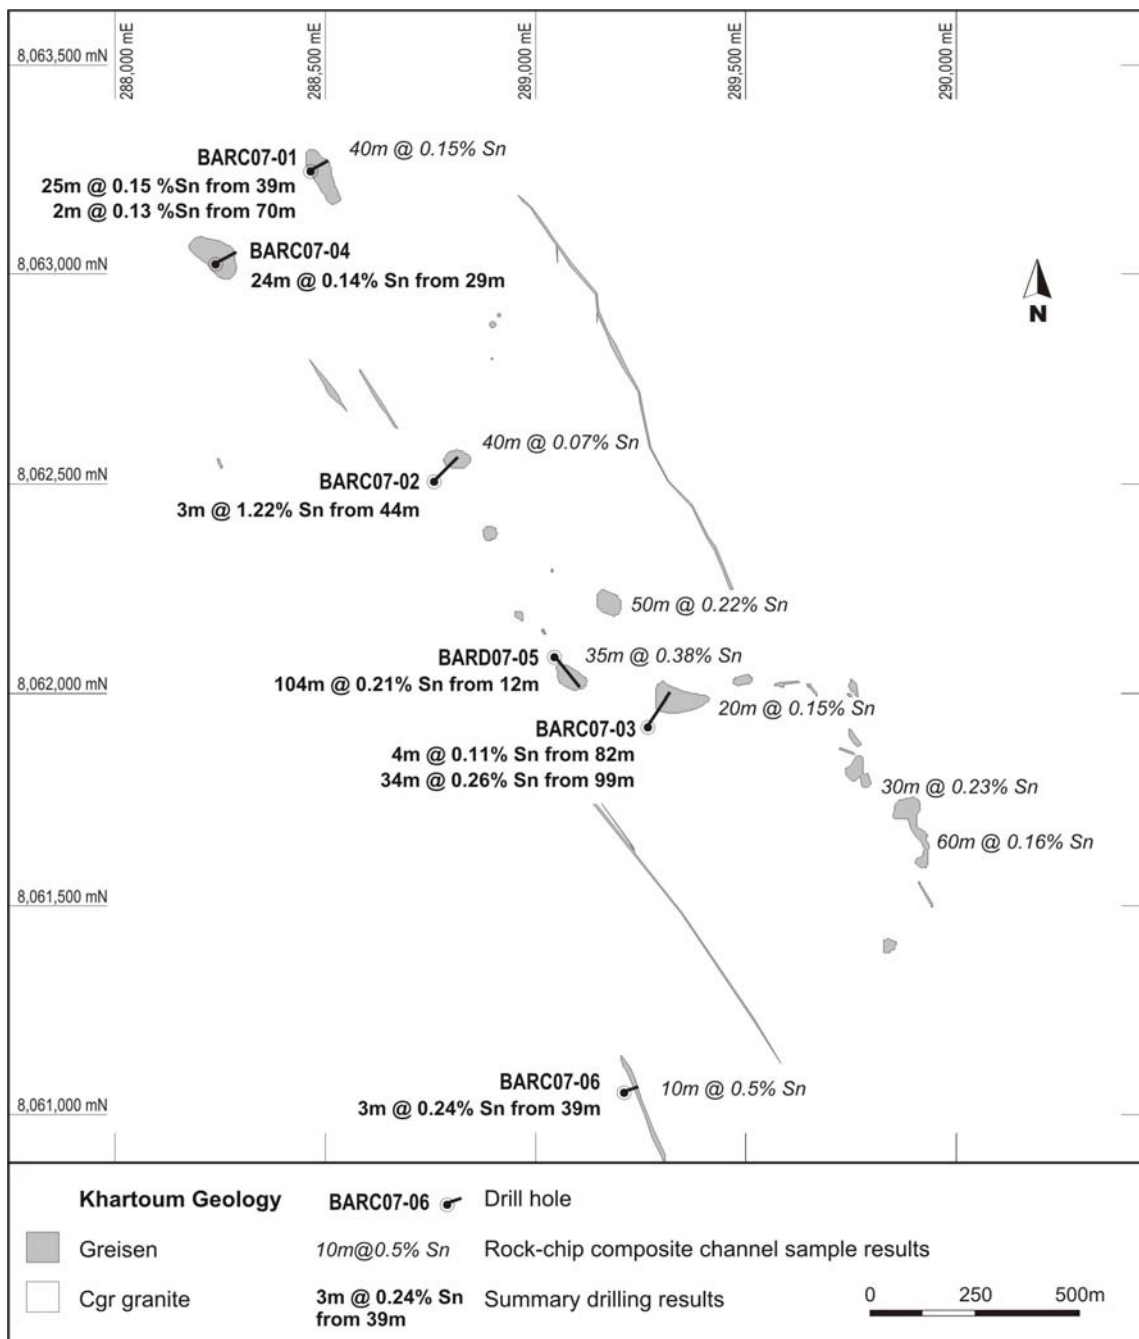 288,000 mE
288,500 mE
289,000 mE
289,500 mE
290,000 mE
8,063,500 mN
40m @ 0.15% Sn
BARC07-01
25m @ 0.15 %Sn from 39m
2m @ 0.13 %Sn from 70m
BARC07-04
8,063,000 mN
24m @ 0.14% Sn from 29m
N
40m @ 0.07% Sn
8,062,500 mN
BARC07-02
3m @ 1.22% Sn from 44m
50m @ 0.22% Sn
BARD07-05
35m @ 0.38% Sn
104m @ 0.21% Sn from 12m
8,062,000 mN
20m @ 0.15% Sn
BARC07-03
4m @ 0.11% Sn from 82m
34m @ 0.26% Sn from 99m
30m @ 0.23% Sn
60m @ 0.16% Sn
8,061,500 mN
BARC07-06
10m @ 0.5% Sn
3m @ 0.24% Sn from 39m
8,061,000 mN
Khartoum Geology
BARC07-06
Drill hole
Greisen
10m@0.5% Sn
Rock-chip composite channel sample results
Cgr granite
3m @ 0.24% Sn
from 39m
Summary drilling results
0 250 500m